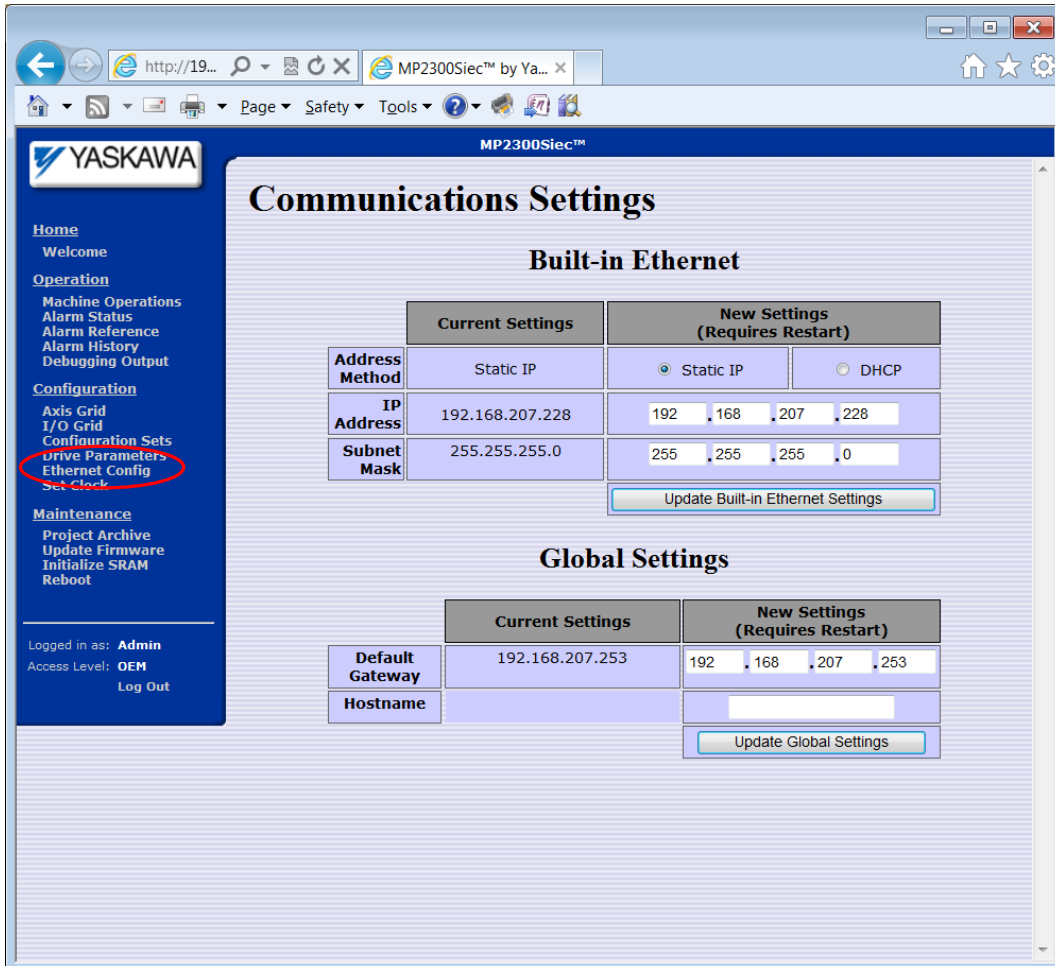 http://19...
MP2300Siec™ by Ya...
Page Safety Tools
YASKAWA
MP2300Siec™
Home
Welcome
Operation
Machine Operations
Alarm Status
Alarm Reference
Alarm History
Debugging Output
Configuration
Axis Grid
I/O Grid
Configuration Sets
Drive Parameters
Ethernet Config
Set Clock
Maintenance
Project Archive
Update Firmware
Initialize SRAM
Reboot
Logged in as: Admin
Access Level: OEM
Log Out
Communications Settings
Built-in Ethernet
Current Settings
New Settings
(Requires Restart)
Address
Method
Static IP
Static IP
DHCP
IP
Address
192.168.207.228
192 . 168 . 207 . 228
Subnet
Mask
255.255.255.0
255 . 255 . 255 . 0
Update Built-in Ethernet Settings
Global Settings
Current Settings
New Settings
(Requires Restart)
Default
Gateway
192.168.207.253
192 . 168 . 207 . 253
Hostname
Update Global Settings